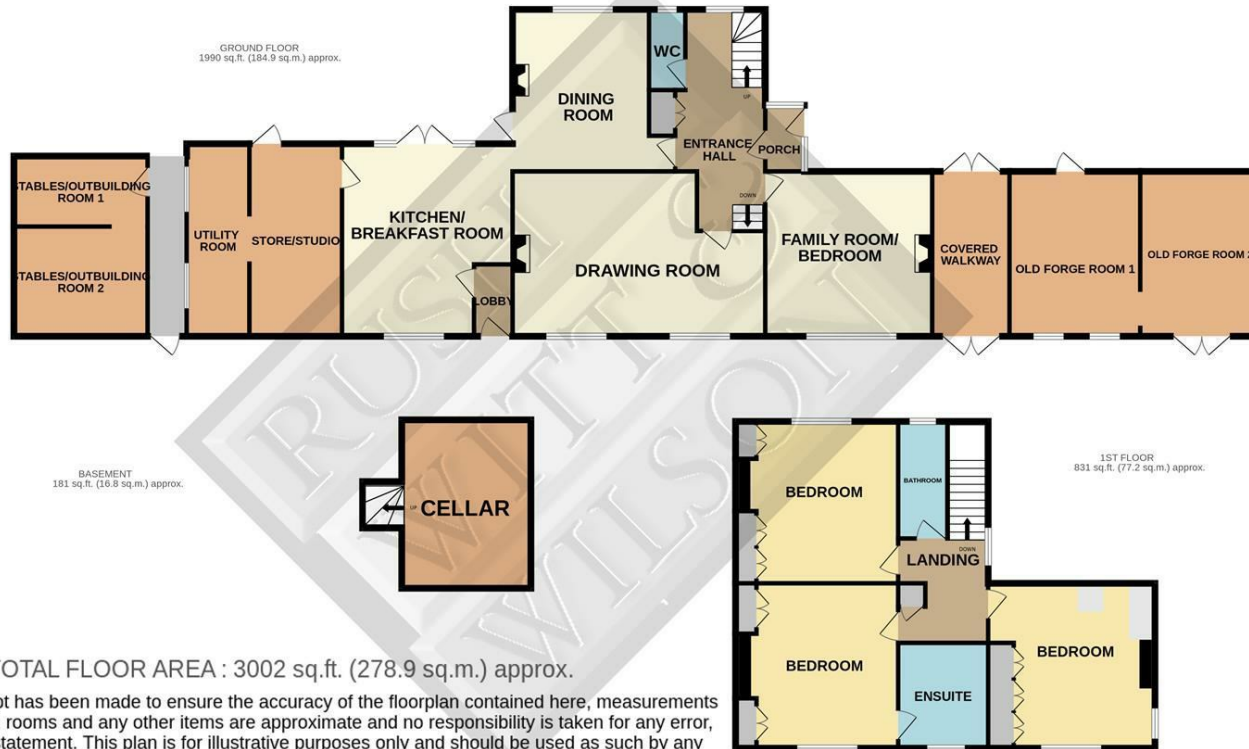 GROUND FLOOR
1990 sq.ft. (184.9 sq.m.) approx.
WC
DINING
ROOM
UP
ENTRANCE
HALL
PORCH
STABLES/OUTBUILDING
ROOM 1
UTILITY
ROOM
STORE/STUDIO
KITCHEN/
BREAKFAST ROOM
DOWN
FAMILY ROOM/
BEDROOM
COVERED
WALKWAY
OLD FORGE ROOM 1
OLD FORGE ROOM 2
STABLES/OUTBUILDING
ROOM 2
DRAWING ROOM
LOBBY
RUSH
WITT &
WILSON
BASEMENT
181 sq.ft. (16.8 sq.m.) approx.
UP
CELLAR
1ST FLOOR
831 sq.ft. (77.2 sq.m.) approx.
BEDROOM
BATHROOM
DOWN
LANDING
BEDROOM
ENSUITE
BEDROOM
TOTAL FLOOR AREA : 3002 sq.ft. (278.9 sq.m.) approx.
pt has been made to ensure the accuracy of the floorplan contained here, measurements
rooms and any other items are approximate and no responsibility is taken for any error,
statement. This plan is for illustrative purposes only and should be used as such by any